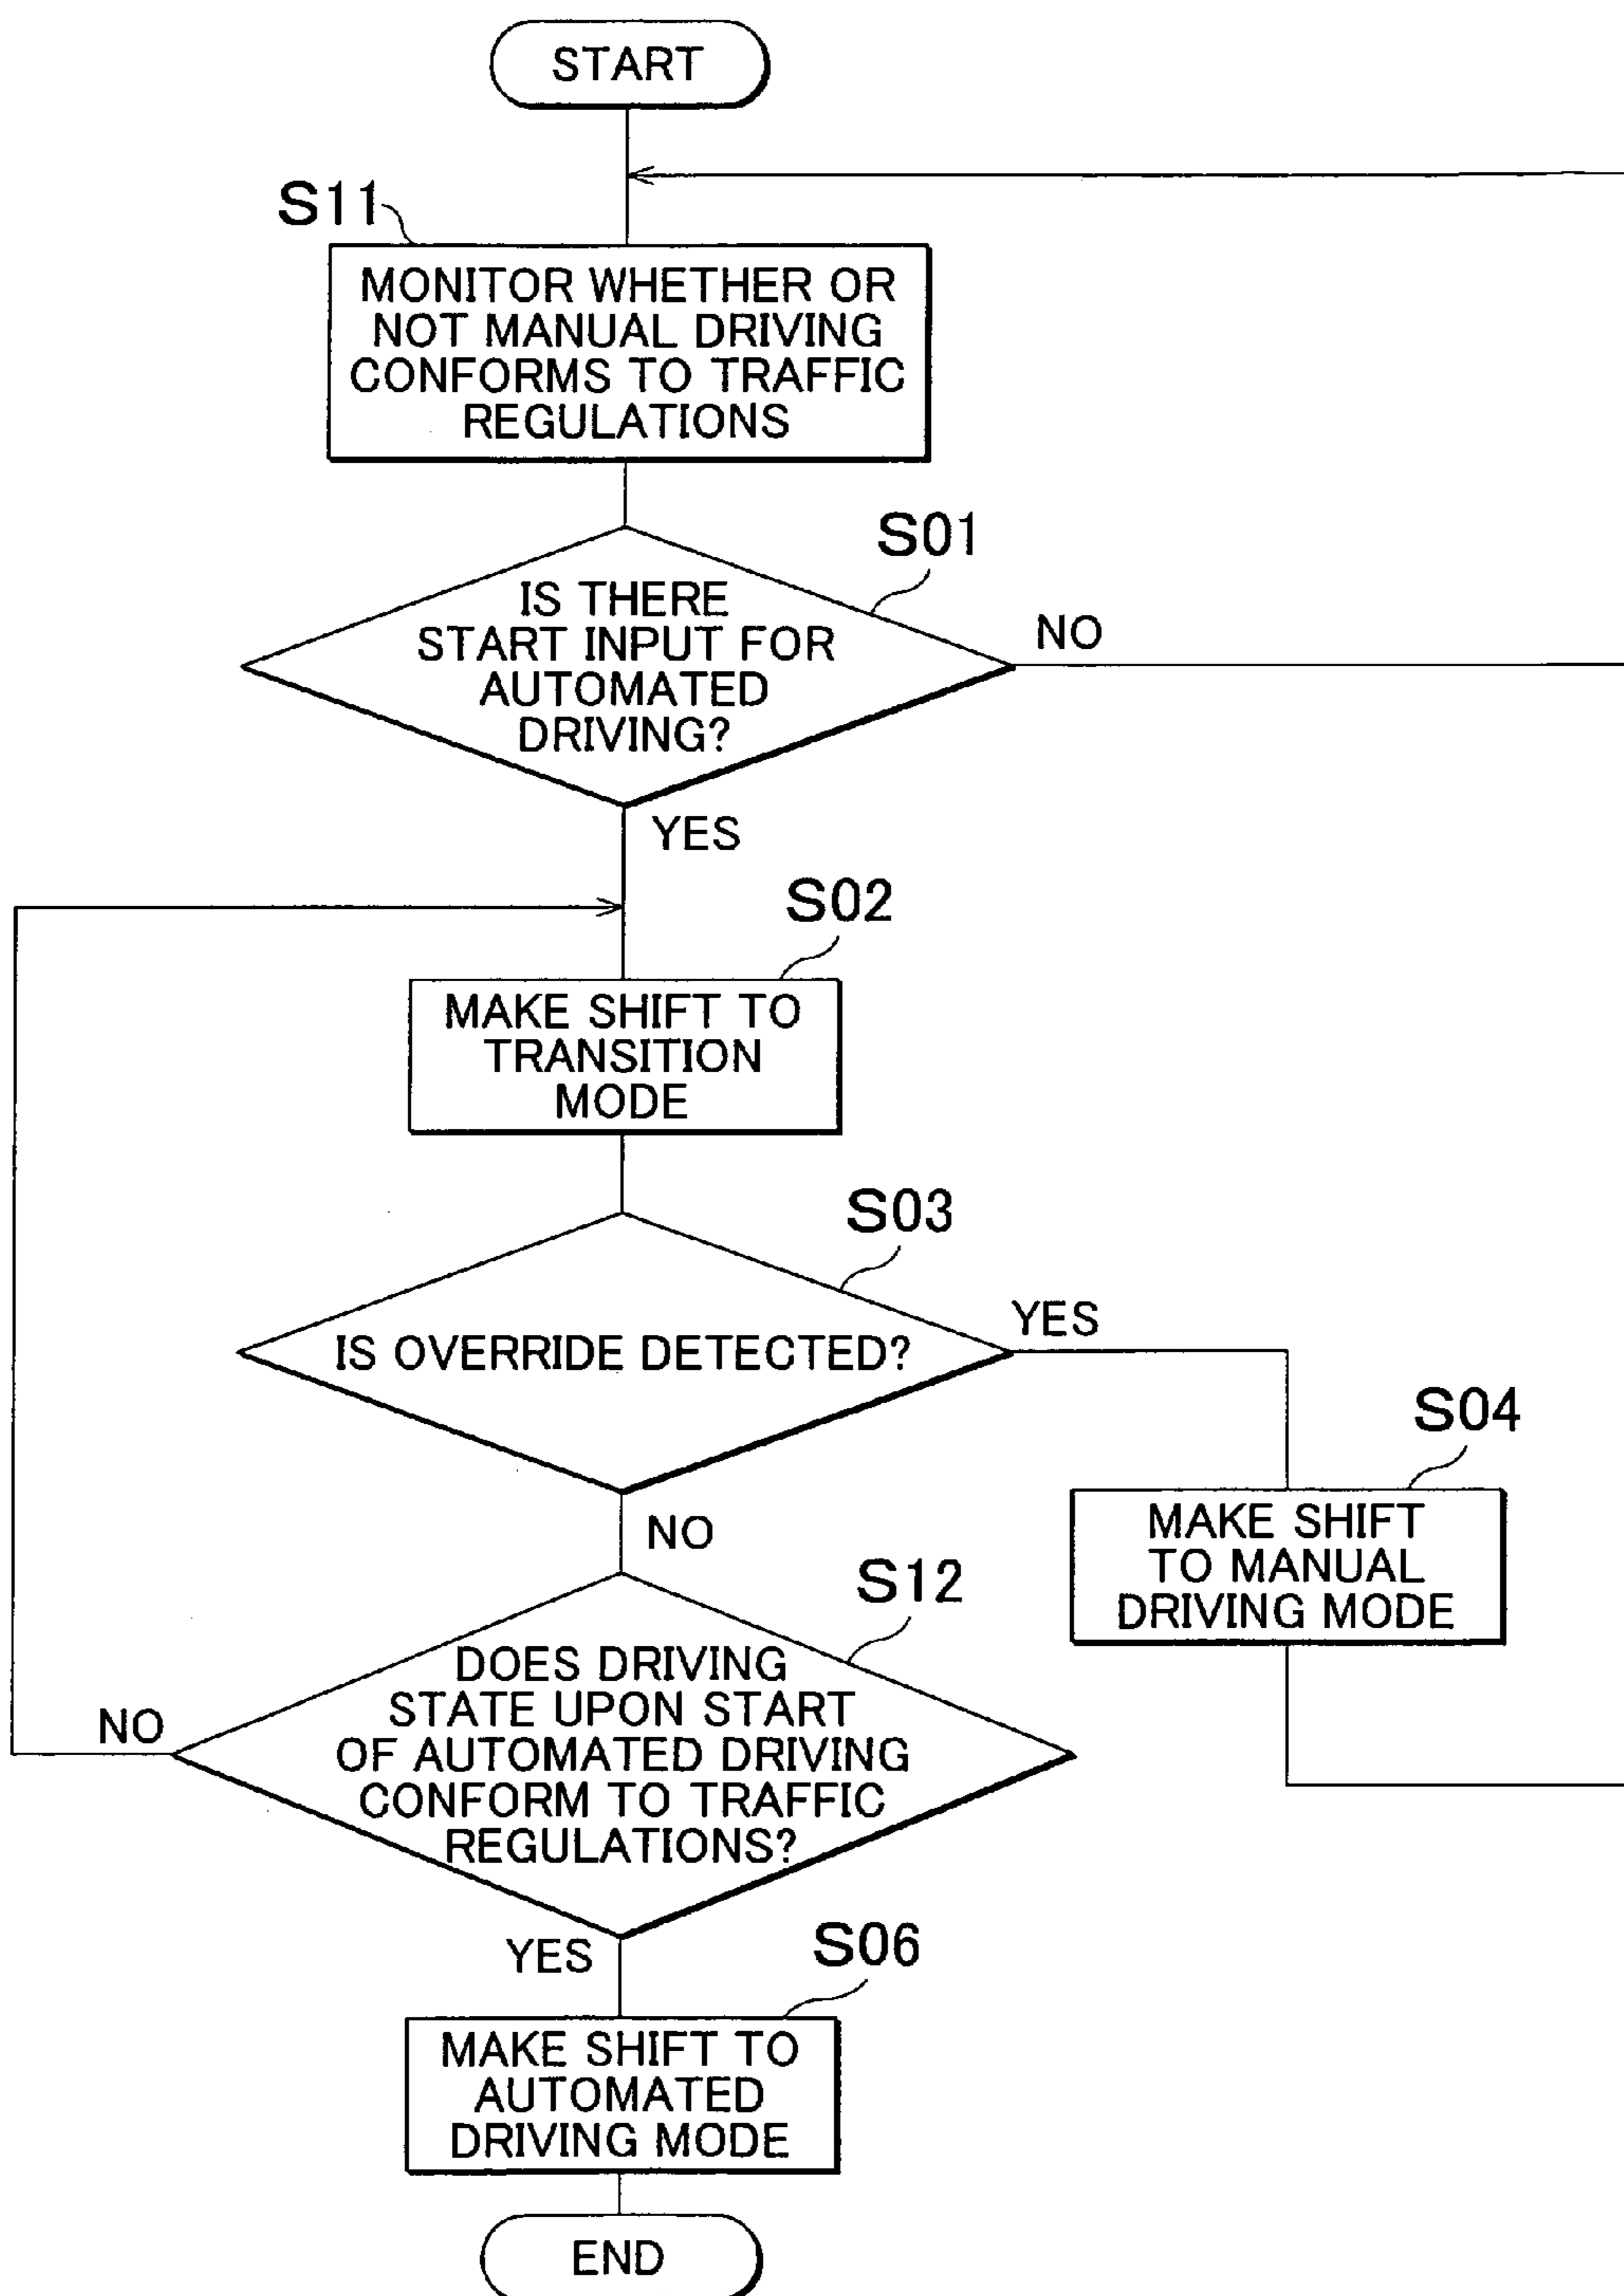 START
S11
MONITOR WHETHER OR
NOT MANUAL DRIVING
CONFORMS TO TRAFFIC
REGULATIONS
S01
IS THERE
START INPUT FOR
AUTOMATED
DRIVING?
NO
YES
S02
MAKE SHIFT TO
TRANSITION
MODE
S03
IS OVERRIDE DETECTED?
YES
S04
MAKE SHIFT
TO MANUAL
DRIVING MODE
NO
S12
DOES DRIVING
STATE UPON START
OF AUTOMATED DRIVING
CONFORM TO TRAFFIC
REGULATIONS?
NO
YES
S06
MAKE SHIFT TO
AUTOMATED
DRIVING MODE
END